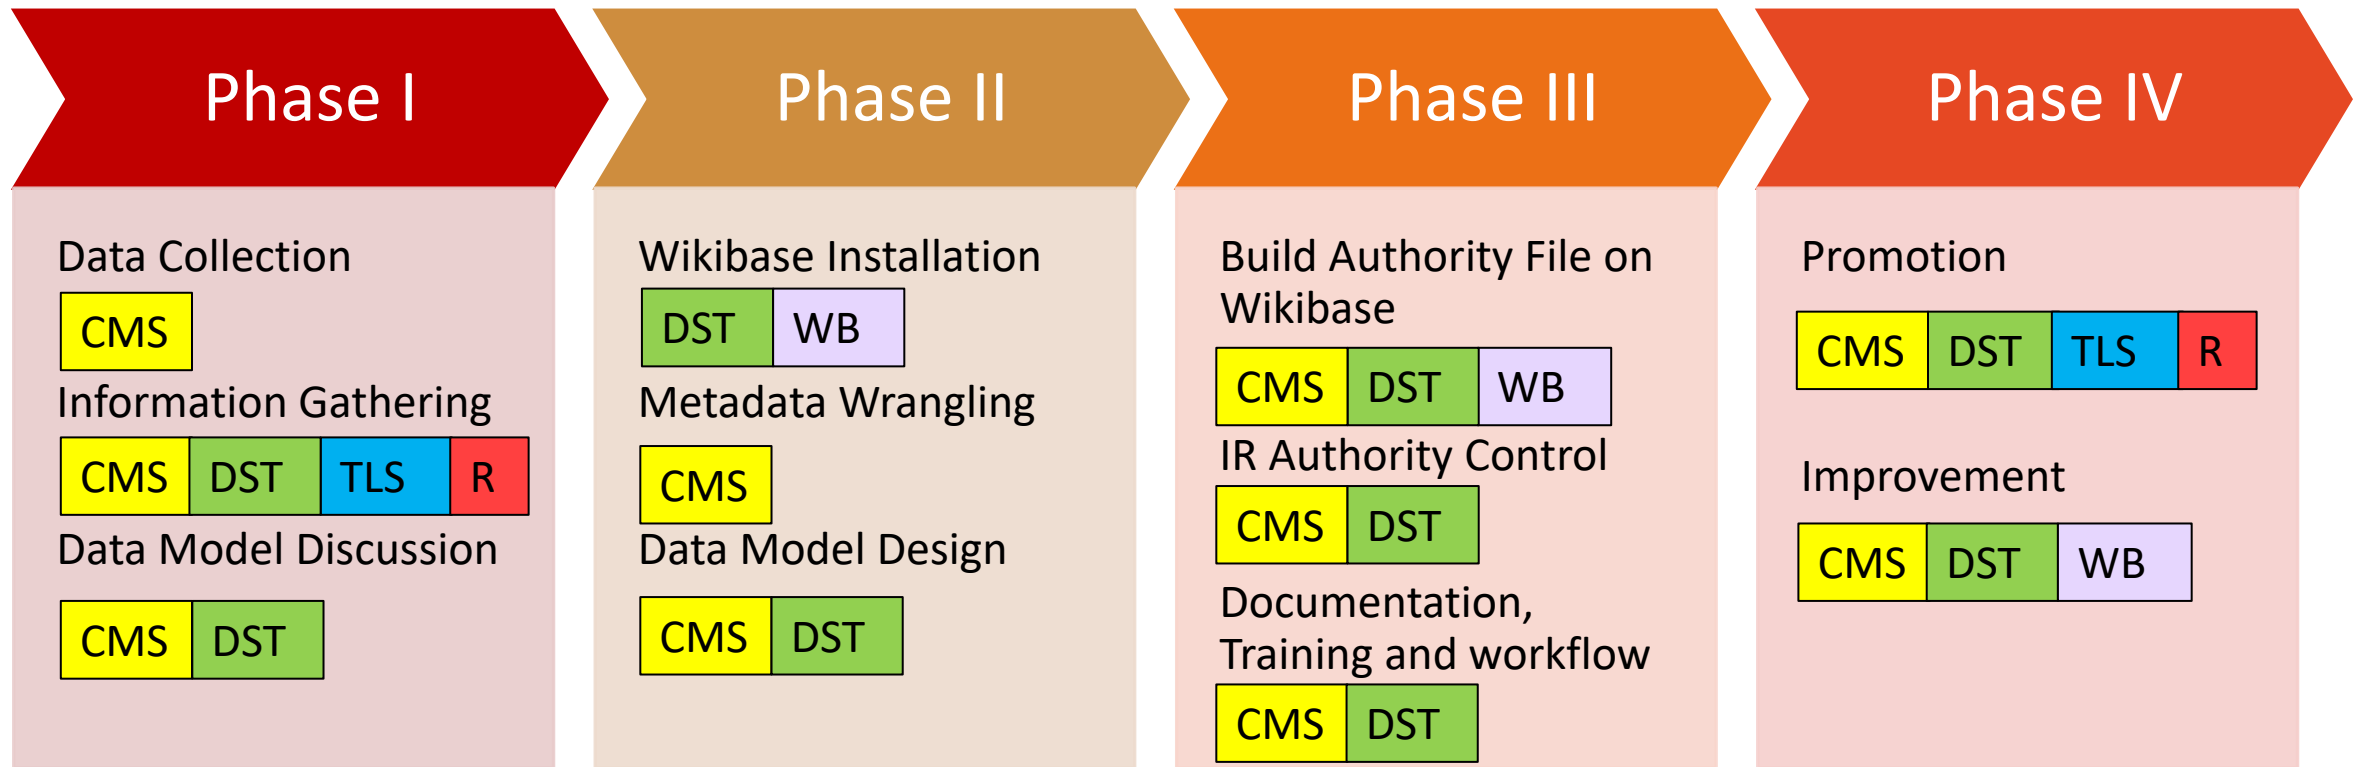 Phase I
Phase II
Phase III
Phase IV
Data Collection
CMS
Information Gathering
CMS DST TLS R
Data Model Discussion
CMS DST
Wikibase Installation
DST WB
Metadata Wrangling
CMS
Data Model Design
CMS DST
Build Authority File on
Wikibase
CMS DST WB
IR Authority Control
CMS DST
Documentation,
Training and workflow
CMS DST
Promotion
CMS DST TLS R
Improvement
CMS DST WB